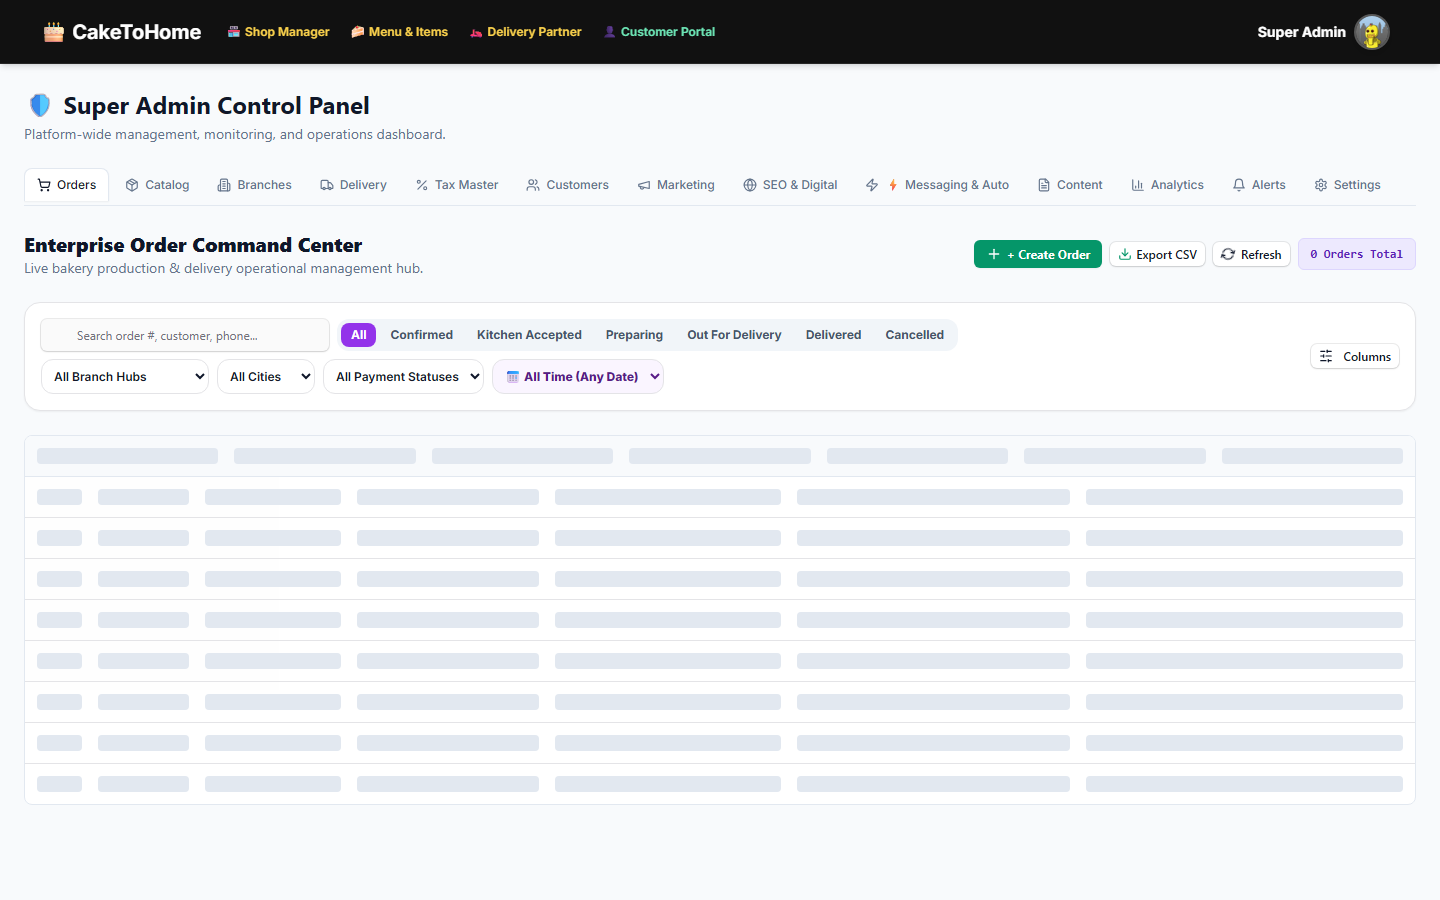 CakeToHome
Shop Manager
Menu & Items
Delivery Partner
Customer Portal
Super Admin
Super Admin Control Panel
Platform-wide management, monitoring, and operations dashboard.
Orders
Catalog
Branches
Delivery
Tax Master
Customers
Marketing
SEO & Digital
Messaging & Auto
Content
Analytics
Alerts
Settings
Enterprise Order Command Center
Live bakery production & delivery operational management hub.
+ Create Order
Export CSV
Refresh
0 Orders Total
Search order #, customer, phone...
All
Confirmed
Kitchen Accepted
Preparing
Out For Delivery
Delivered
Cancelled
All Branch Hubs
All Cities
All Payment Statuses
All Time (Any Date)
Columns